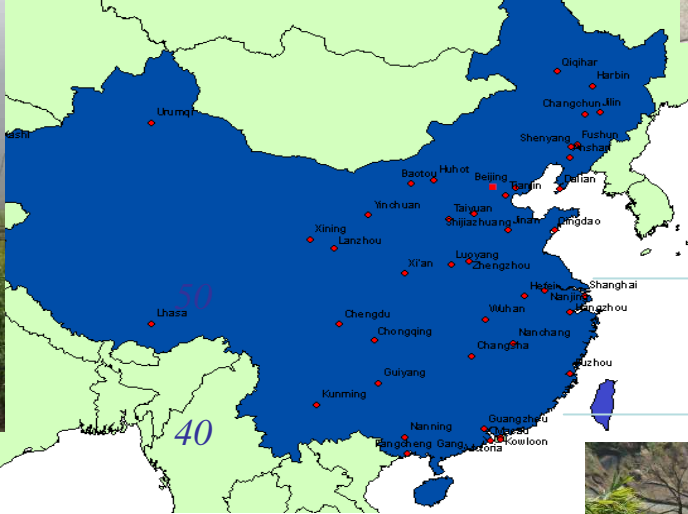 Qiqihar
Harbin
Changchun Jilin
Urumqi
Shenyang Fushun
Anshan
ashi
Baotou Huhot Beijing
Tianjin Dalian
Yinchuan Taiyuan
Shijiazhuang Jinan Qingdao
Xining
Lanzhou
Xi'an Luoyang
Zhengzhou
Hefei Shanghai
50
Nanjing
Hangzhou
Lhasa Chengdu Wuhan
Chongqing Nanchang
Changsha
Fuzhou
Guiyang
Kunming
40
Nanning Guangzhou
Macau
Fangcheng Gang Victoria Kowloon